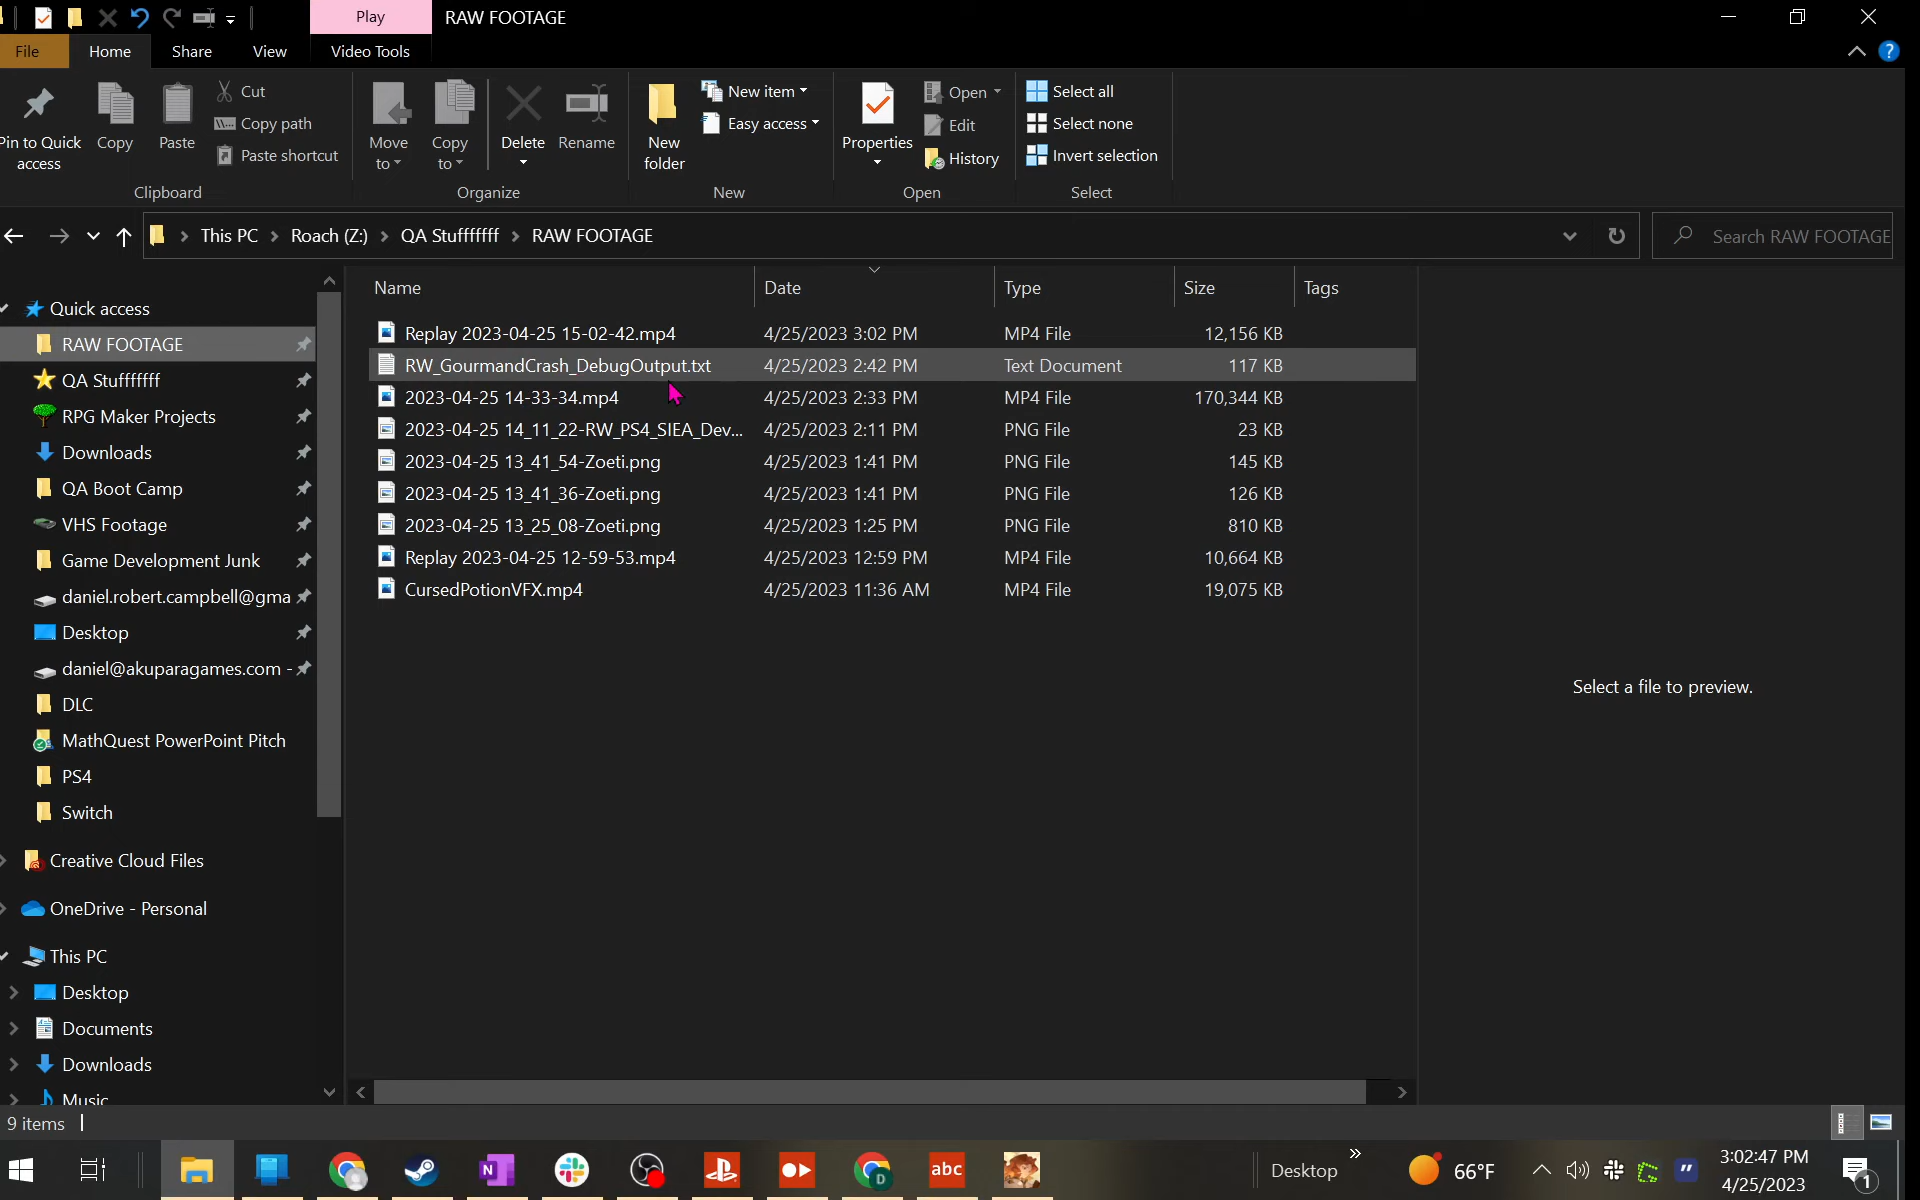 Play
RAW FOOTAGE
File
Home
Share
View
Video Tools
Pin to Quick
access
Copy
Paste
Cut
Copy path
Paste shortcut
Clipboard
Move
to
Copy
to
Delete
Rename
Organize
New
folder
New item
Easy access
New
Properties
Open
Edit
History
Open
Select all
Select none
Invert selection
Select
This PC > Roach (Z:) > QA Stufffffff > RAW FOOTAGE
Search RAW FOOTAGE
Quick access
RAW FOOTAGE
QA Stufffffff
RPG Maker Projects
Downloads
QA Boot Camp
VHS Footage
Game Development Junk
daniel.robert.campbell@gma
Desktop
daniel@akuparagames.com -
DLC
MathQuest PowerPoint Pitch
PS4
Switch
Creative Cloud Files
OneDrive - Personal
This PC
Desktop
Documents
Downloads
Music
Name Date Type Size Tags
Replay 2023-04-25 15-02-42.mp4 4/25/2023 3:02 PM MP4 File 12,156 KB
RW_GourmandCrash_DebugOutput.txt 4/25/2023 2:42 PM Text Document 117 KB
2023-04-25 14-33-34.mp4 4/25/2023 2:33 PM MP4 File 170,344 KB
2023-04-25 14_11_22-RW_PS4_SIEA_Dev... 4/25/2023 2:11 PM PNG File 23 KB
2023-04-25 13_41_54-Zoeti.png 4/25/2023 1:41 PM PNG File 145 KB
2023-04-25 13_41_36-Zoeti.png 4/25/2023 1:41 PM PNG File 126 KB
2023-04-25 13_25_08-Zoeti.png 4/25/2023 1:25 PM PNG File 810 KB
Replay 2023-04-25 12-59-53.mp4 4/25/2023 12:59 PM MP4 File 10,664 KB
CursedPotionVFX.mp4 4/25/2023 11:36 AM MP4 File 19,075 KB
Select a file to preview.
9 items
N
D
abc
Desktop
66°F
3:02:47 PM
4/25/2023
1